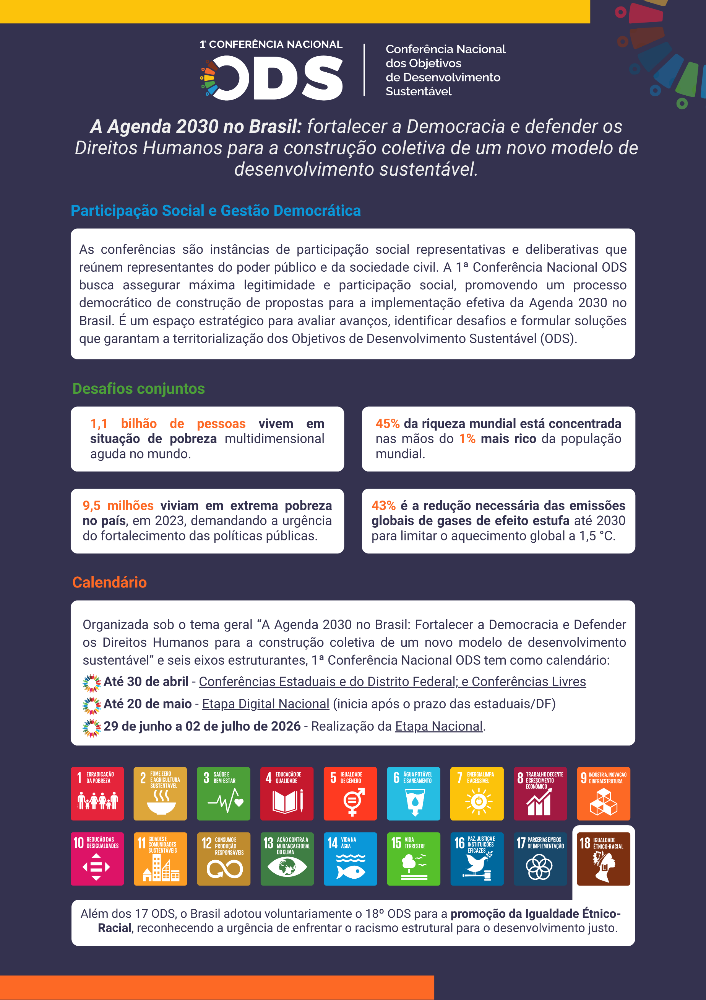 1ª CONFERÊNCIA NACIONAL
ODS
Conferência Nacional
dos Objetivos
de Desenvolvimento
Sustentável
A Agenda 2030 no Brasil: fortalecer a Democracia e defender os
Direitos Humanos para a construção coletiva de um novo modelo de
desenvolvimento sustentável.
Participação Social e Gestão Democrática
As conferências são instâncias de participação social representativas e deliberativas que
reúnem representantes do poder público e da sociedade civil. A 1ª Conferência Nacional ODS
busca assegurar máxima legitimidade e participação social, promovendo um processo
democrático de construção de propostas para a implementação efetiva da Agenda 2030 no
Brasil. É um espaço estratégico para avaliar avanços, identificar desafios e formular soluções
que garantam a territorialização dos Objetivos de Desenvolvimento Sustentável (ODS).
Desafios conjuntos
1,1 bilhão de pessoas vivem em
situação de pobreza multidimensional
aguda no mundo.
45% da riqueza mundial está concentrada
nas mãos do 1% mais rico da população
mundial.
9,5 milhões viviam em extrema pobreza
no país, em 2023, demandando a urgência
do fortalecimento das políticas públicas.
43% é a redução necessária das emissões
globais de gases de efeito estufa até 2030
para limitar o aquecimento global a 1,5 °C.
Calendário
Organizada sob o tema geral “A Agenda 2030 no Brasil: Fortalecer a Democracia e Defender
os Direitos Humanos para a construção coletiva de um novo modelo de desenvolvimento
sustentável” e seis eixos estruturantes, 1ª Conferência Nacional ODS tem como calendário:
Até 30 de abril - Conferências Estaduais e do Distrito Federal; e Conferências Livres
Até 20 de maio - Etapa Digital Nacional (inicia após o prazo das estaduais/DF)
29 de junho a 02 de julho de 2026 - Realização da Etapa Nacional.
1 ERRADICAÇÃO
DA POBREZA
2 FOME ZERO
E AGRICULTURA
SUSTENTÁVEL
3 SAÚDE E
BEM-ESTAR
4 EDUCAÇÃO DE
QUALIDADE
5 IGUALDADE
DE GÊNERO
6 ÁGUA POTÁVEL
E SANEAMENTO
7 ENERGIA LIMPA
E ACESSÍVEL
8 TRABALHO DECENTE
E CRESCIMENTO
ECONÔMICO
9 INDÚSTRIA, INOVAÇÃO
E INFRAESTRUTURA
10 REDUÇÃO DAS
DESIGUALDADES
11 CIDADES E
COMUNIDADES
SUSTENTÁVEIS
12 CONSUMO E
PRODUÇÃO
RESPONSÁVEIS
13 AÇÃO CONTRA A
MUDANÇA GLOBAL
DO CLIMA
14 VIDA NA
ÁGUA
15 VIDA
TERRESTRE
16 PAZ, JUSTIÇA E
INSTITUIÇÕES
EFICAZES
17 PARCERIAS E MEIOS
DE IMPLEMENTAÇÃO
18 IGUALDADE
ÉTNICO-RACIAL
Além dos 17 ODS, o Brasil adotou voluntariamente o 18º ODS para a promoção da Igualdade Étnico-
Racial, reconhecendo a urgência de enfrentar o racismo estrutural para o desenvolvimento justo.